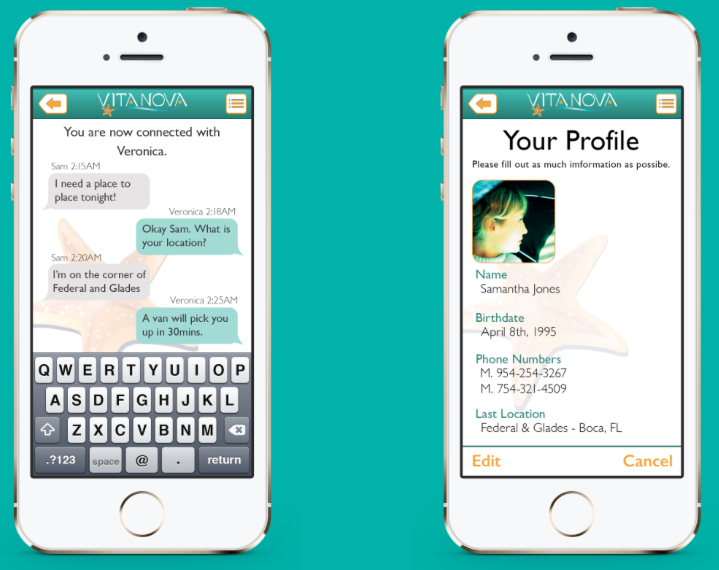 VITA NOVA
You are now connected with
Veronica.
Sam 2:15AM
I need a place to
place tonight!
Veronica 2:18AM
Okay Sam. What is
your location?
Sam 2:20AM
I'm on the corner of
Federal and Glades
Veronica 2:25AM
A van will pick you
up in 30mins.
Q W E R T Y U I O P
A S D F G H J K L
Z X C V B N M
.?123 space @ . return
VITA NOVA
Your Profile
Please fill out as much imformation as possibe.
Name
Samantha Jones
Birthdate
April 8th, 1995
Phone Numbers
M. 954-254-3267
M. 754-321-4509
Last Location
Federal & Glades - Boca, FL
Edit Cancel